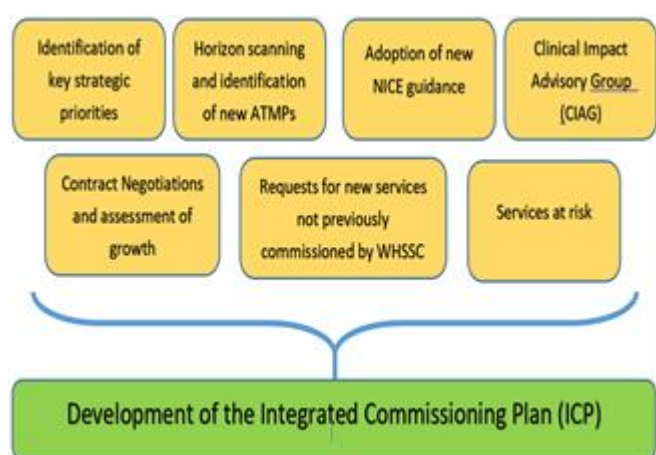 Identification of
key strategic
priorities
Horizon scanning
and identification
of new ATMPs
Adoption of new
NICE guidance
Clinical Impact
Advisory Group
(CIAG)
Contract Negotiations
and assessment of
growth
Requests for new services
not previously
commissioned by WHSSC
Services at risk
Development of the Integrated Commissioning Plan (ICP)